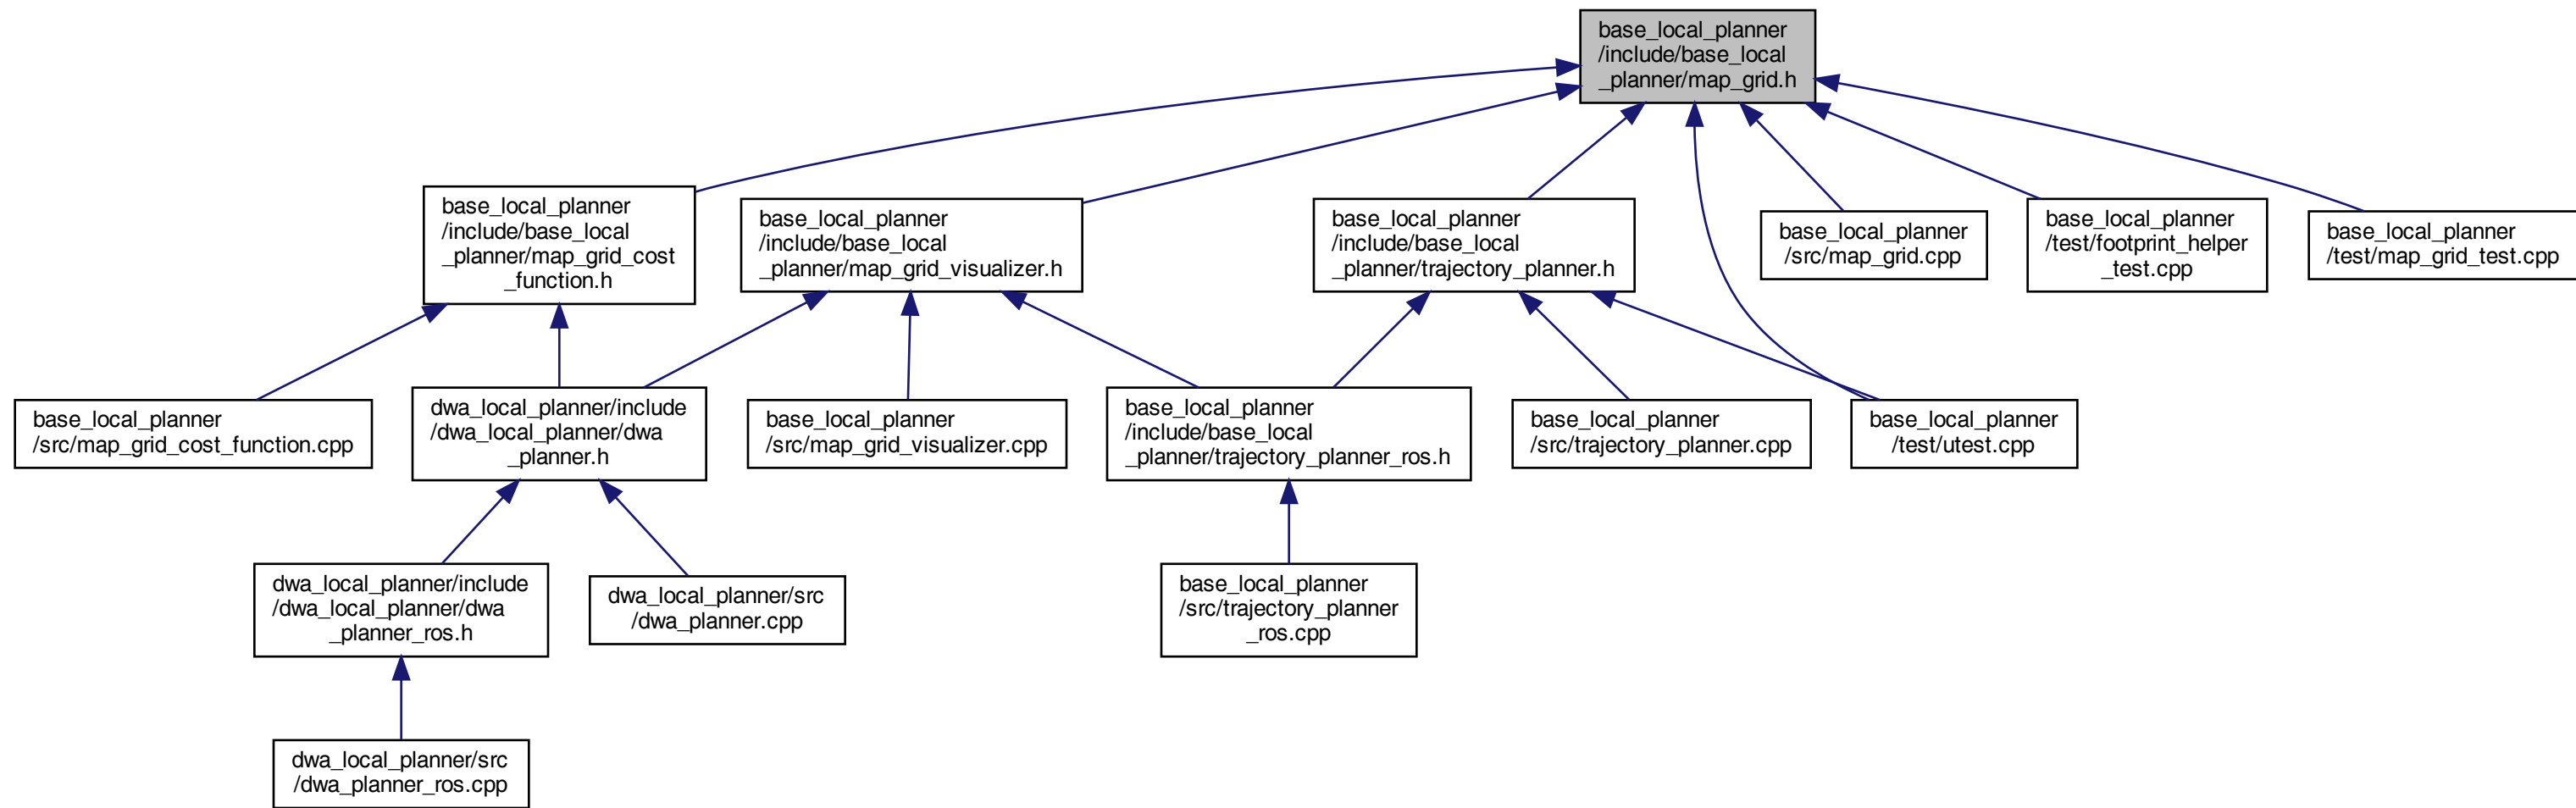 base_local_planner
/include/base_local
_planner/map_grid.h
base_local_planner
/include/base_local
_planner/map_grid_cost
_function.h
base_local_planner
/include/base_local
_planner/map_grid_visualizer.h
base_local_planner
/include/base_local
_planner/trajectory_planner.h
base_local_planner
/src/map_grid.cpp
base_local_planner
/test/footprint_helper
_test.cpp
base_local_planner
/test/map_grid_test.cpp
base_local_planner
/src/map_grid_cost_function.cpp
dwa_local_planner/include
/dwa_local_planner/dwa
_planner.h
base_local_planner
/src/map_grid_visualizer.cpp
base_local_planner
/include/base_local
_planner/trajectory_planner_ros.h
base_local_planner
/src/trajectory_planner.cpp
base_local_planner
/test/utest.cpp
dwa_local_planner/include
/dwa_local_planner/dwa
_planner_ros.h
dwa_local_planner/src
/dwa_planner.cpp
base_local_planner
/src/trajectory_planner
_ros.cpp
dwa_local_planner/src
/dwa_planner_ros.cpp